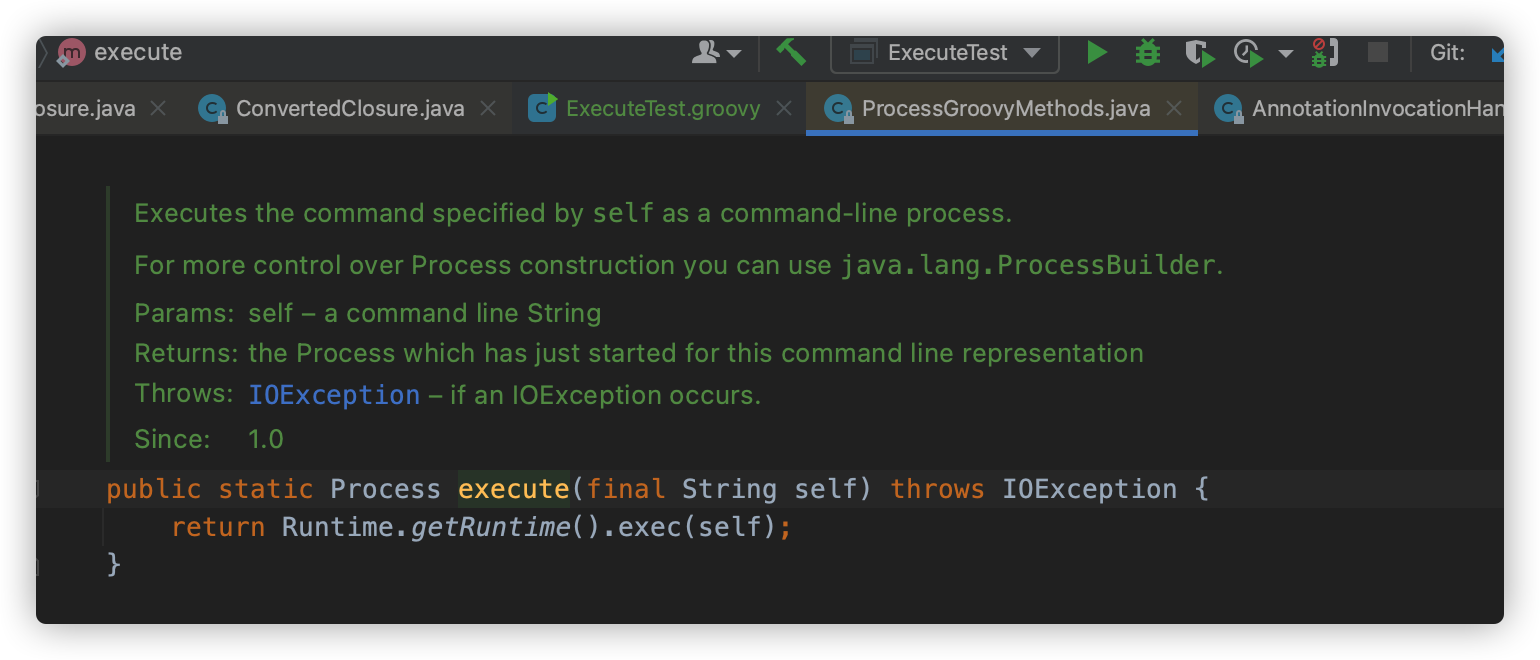 execute
ExecuteTest
Git:
osure.java
ConvertedClosure.java
ExecuteTest.groovy
ProcessGroovyMethods.java
AnnotationInvocationHan
Executes the command specified by self as a command-line process.
For more control over Process construction you can use java.lang.ProcessBuilder.
Params: self – a command line String
Returns: the Process which has just started for this command line representation
Throws: IOException – if an IOException occurs.
Since: 1.0
public static Process execute(final String self) throws IOException {
return Runtime.getRuntime().exec(self);
}